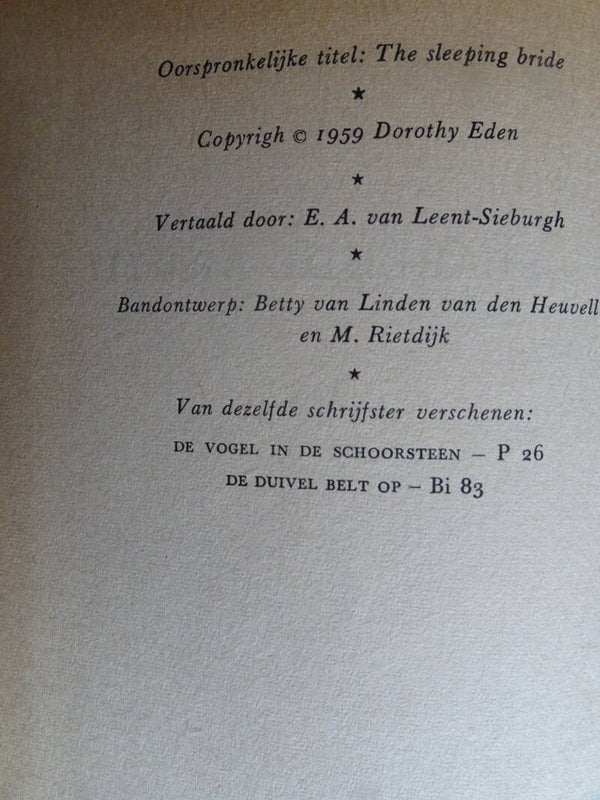 Oorspronkelijke titel: The sleeping bride
★
Copyrigh © 1959 Dorothy Eden
★
Vertaald door: E. A. van Leent-Sieburgh
★
Bandontwerp: Betty van Linden van den Heuvell
en M. Rietdijk
★
Van dezelfde schrijfster verschenen:
DE VOGEL IN DE SCHOORSTEEN – P 26
DE DUIVEL BELT OP – Bi 83